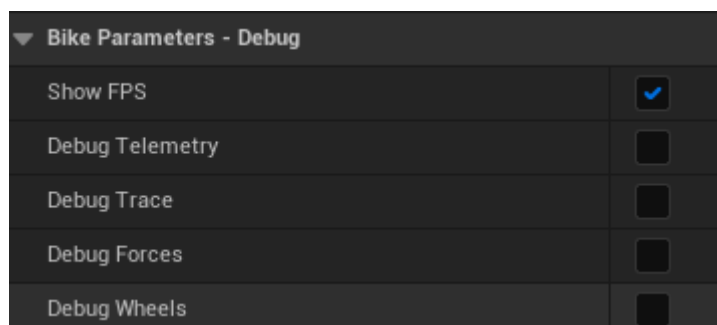 Bike Parameters - Debug
Show FPS
Debug Telemetry
Debug Trace
Debug Forces
Debug Wheels